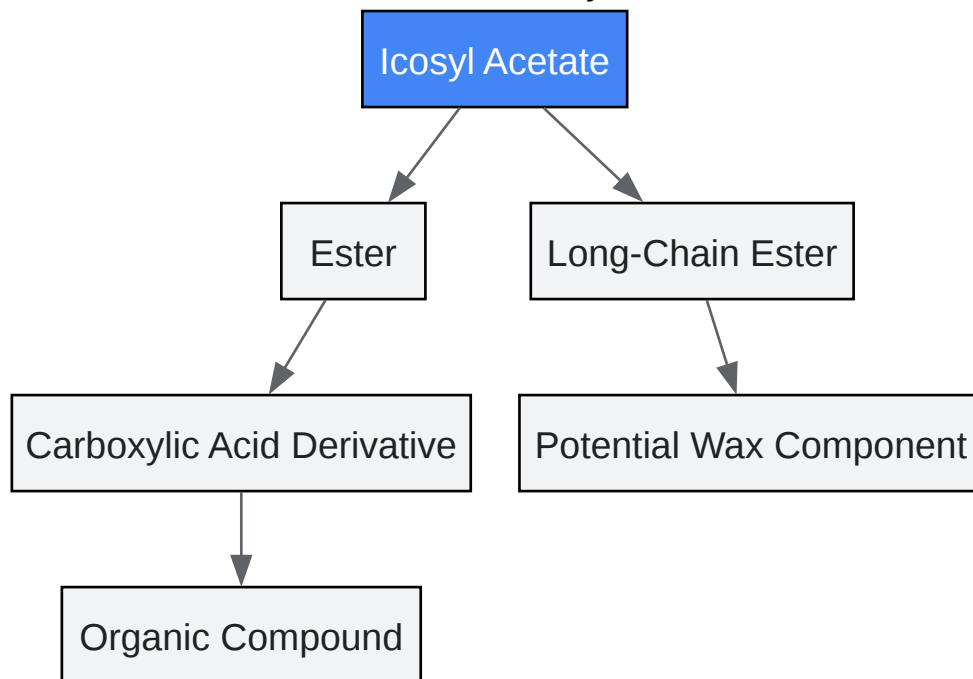 Icosyl Acetate
Ester
Long-Chain Ester
Carboxylic Acid Derivative
Potential Wax Component
Organic Compound